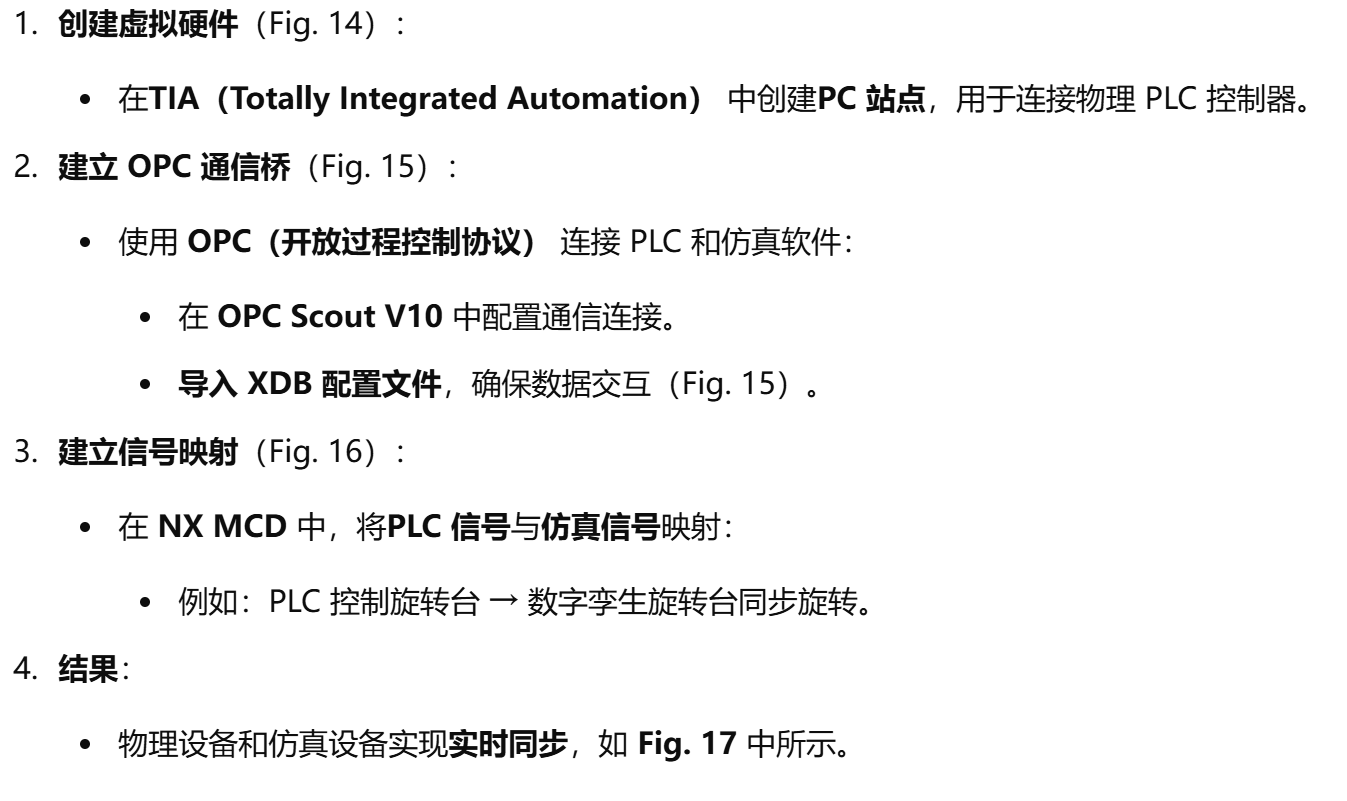 1. 创建虚拟硬件（Fig. 14）:
• 在TIA（Totally Integrated Automation） 中创建PC 站点，用于连接物理 PLC 控制器。
2. 建立 OPC 通信桥（Fig. 15）:
• 使用 OPC（开放过程控制协议） 连接 PLC 和仿真软件：
• 在 OPC Scout V10 中配置通信连接。
• 导入 XDB 配置文件，确保数据交互（Fig. 15）。
3. 建立信号映射（Fig. 16）:
• 在 NX MCD 中，将PLC 信号与仿真信号映射：
• 例如：PLC 控制旋转台 → 数字孪生旋转台同步旋转。
4. 结果：
• 物理设备和仿真设备实现实时同步，如 Fig. 17 中所示。